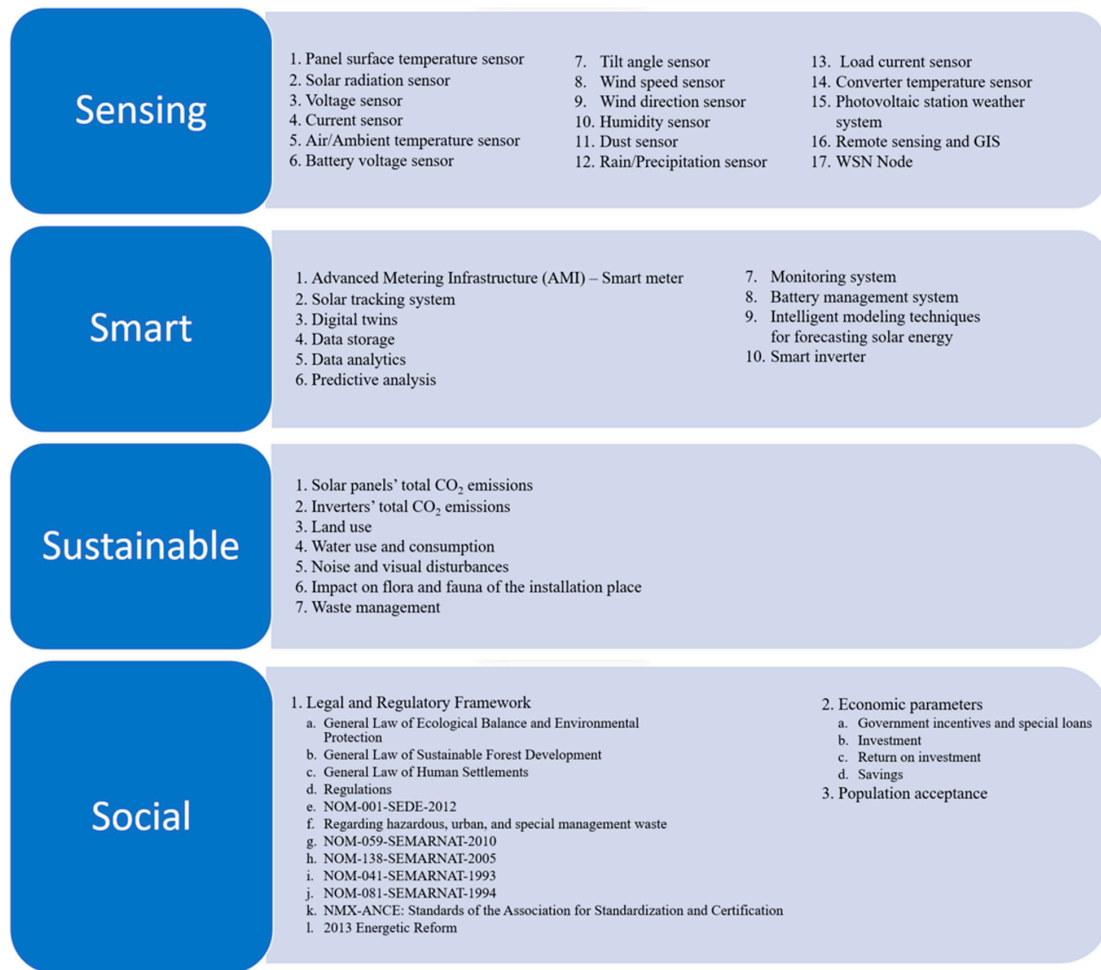 Sensing
1. Panel surface temperature sensor
2. Solar radiation sensor
3. Voltage sensor
4. Current sensor
5. Air/Ambient temperature sensor
6. Battery voltage sensor
7. Tilt angle sensor
8. Wind speed sensor
9. Wind direction sensor
10. Humidity sensor
11. Dust sensor
12. Rain/Precipitation sensor
13. Load current sensor
14. Converter temperature sensor
15. Photovoltaic station weather
system
16. Remote sensing and GIS
17. WSN Node
Smart
1. Advanced Metering Infrastructure (AMI) – Smart meter
2. Solar tracking system
3. Digital twins
4. Data storage
5. Data analytics
6. Predictive analysis
7. Monitoring system
8. Battery management system
9. Intelligent modeling techniques
for forecasting solar energy
10. Smart inverter
Sustainable
1. Solar panels’ total CO₂ emissions
2. Inverters’ total CO₂ emissions
3. Land use
4. Water use and consumption
5. Noise and visual disturbances
6. Impact on flora and fauna of the installation place
7. Waste management
Social
1. Legal and Regulatory Framework
a. General Law of Ecological Balance and Environmental
Protection
b. General Law of Sustainable Forest Development
c. General Law of Human Settlements
d. Regulations
e. NOM-001-SEDE-2012
f. Regarding hazardous, urban, and special management waste
g. NOM-059-SEMARNAT-2010
h. NOM-138-SEMARNAT-2005
i. NOM-041-SEMARNAT-1993
j. NOM-081-SEMARNAT-1994
k. NMX-ANCE: Standards of the Association for Standardization and Certification
l. 2013 Energetic Reform
2. Economic parameters
a. Government incentives and special loans
b. Investment
c. Return on investment
d. Savings
3. Population acceptance